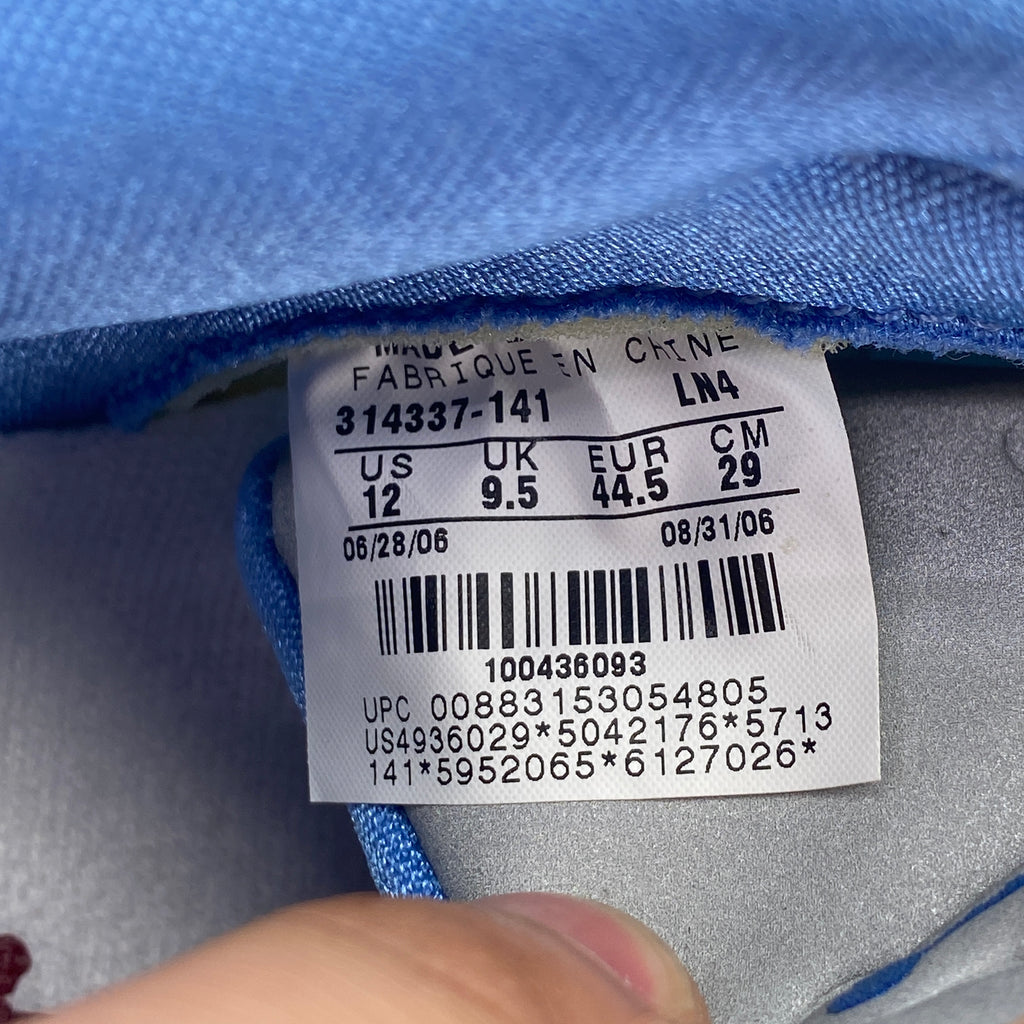 FABRIQUE EN CHINE
314337-141 LN4
US UK EUR CM
12 9.5 44.5 29
06/28/06 08/31/06
100436093
UPC 00883153054805
US4936029*5042176*5713
141*5952065*6127026*